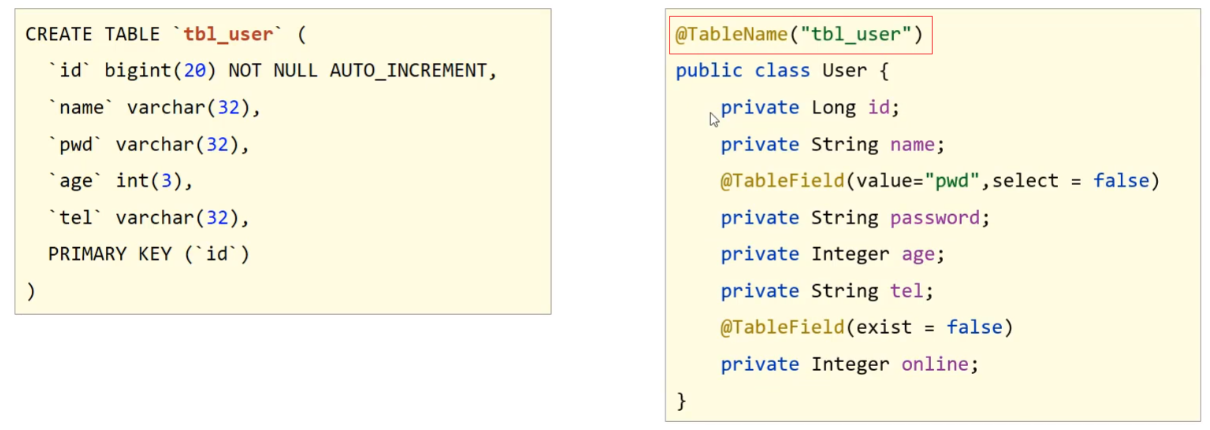 CREATE TABLE `tbl_user` (
`id` bigint(20) NOT NULL AUTO_INCREMENT,
`name` varchar(32),
`pwd` varchar(32),
`age` int(3),
`tel` varchar(32),
PRIMARY KEY (`id`)
)
@TableName("tbl_user")
public class User {
private Long id;
private String name;
@TableField(value="pwd",select = false)
private String password;
private Integer age;
private String tel;
@TableField(exist = false)
private Integer online;
}